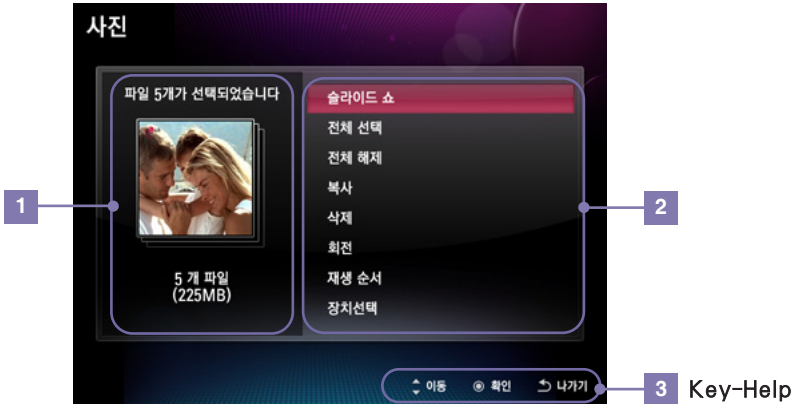 사진
파일 5개가 선택되었습니다
5 개 파일
(225MB)
슬라이드 쇼
전체 선택
전체 해제
복사
삭제
회전
재생 순서
장치선택
이동 확인 나가기
1
2
3 Key-Help